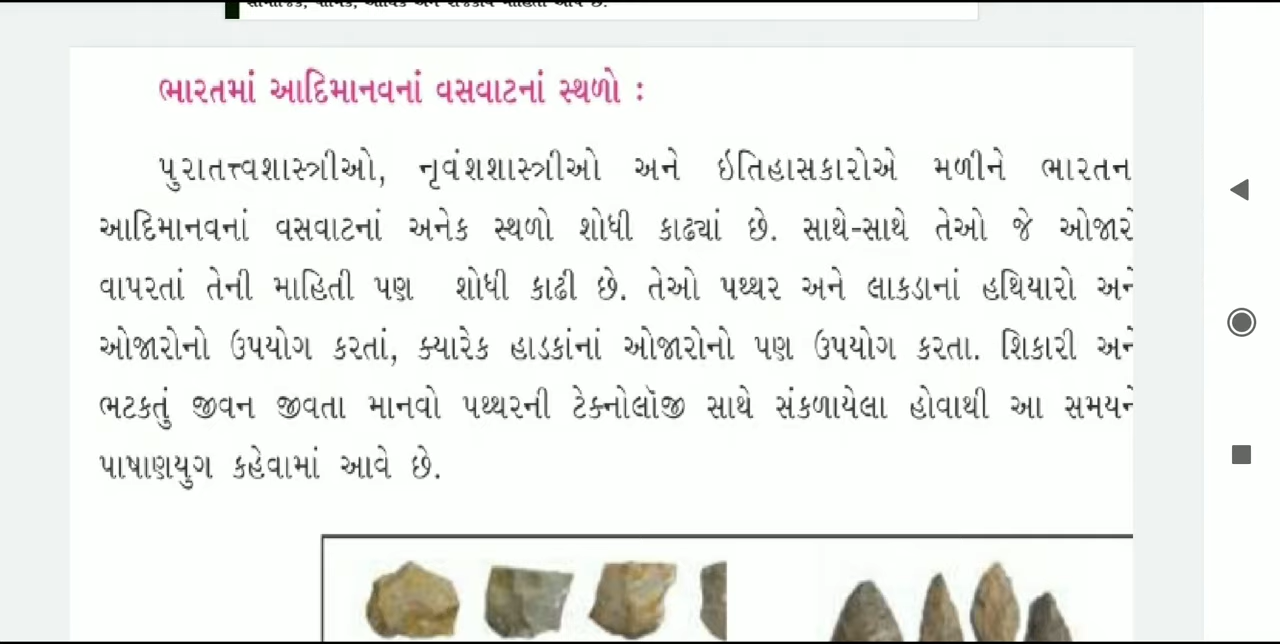 ભારતમાં આદિમાનવનાં વસવાટનાં સ્થળો :
પુરાતત્ત્વશાસ્ત્રીઓ, નૃવંશશાસ્ત્રીઓ અને ઇતિહાસકારોએ મળીને ભારતન
આદિમાનવનાં વસવાટનાં અનેક સ્થળો શોધી કાઢ્યાં છે. સાથે-સાથે તેઓ જે ઓજારો
વાપરતાં તેની માહિતી પણ શોધી કાઢી છે. તેઓ પથ્થર અને લાકડાનાં હથિયારો અને
ઓજારોનો ઉપયોગ કરતાં, ક્યારેક હાડકાંનાં ઓજારોનો પણ ઉપયોગ કરતા. શિકારી અને
ભટકતું જીવન જીવતા માનવો પથ્થરની ટેક્નોલૉજી સાથે સંકળાયેલા હોવાથી આ સમયને
પાષાણયુગ કહેવામાં આવે છે.